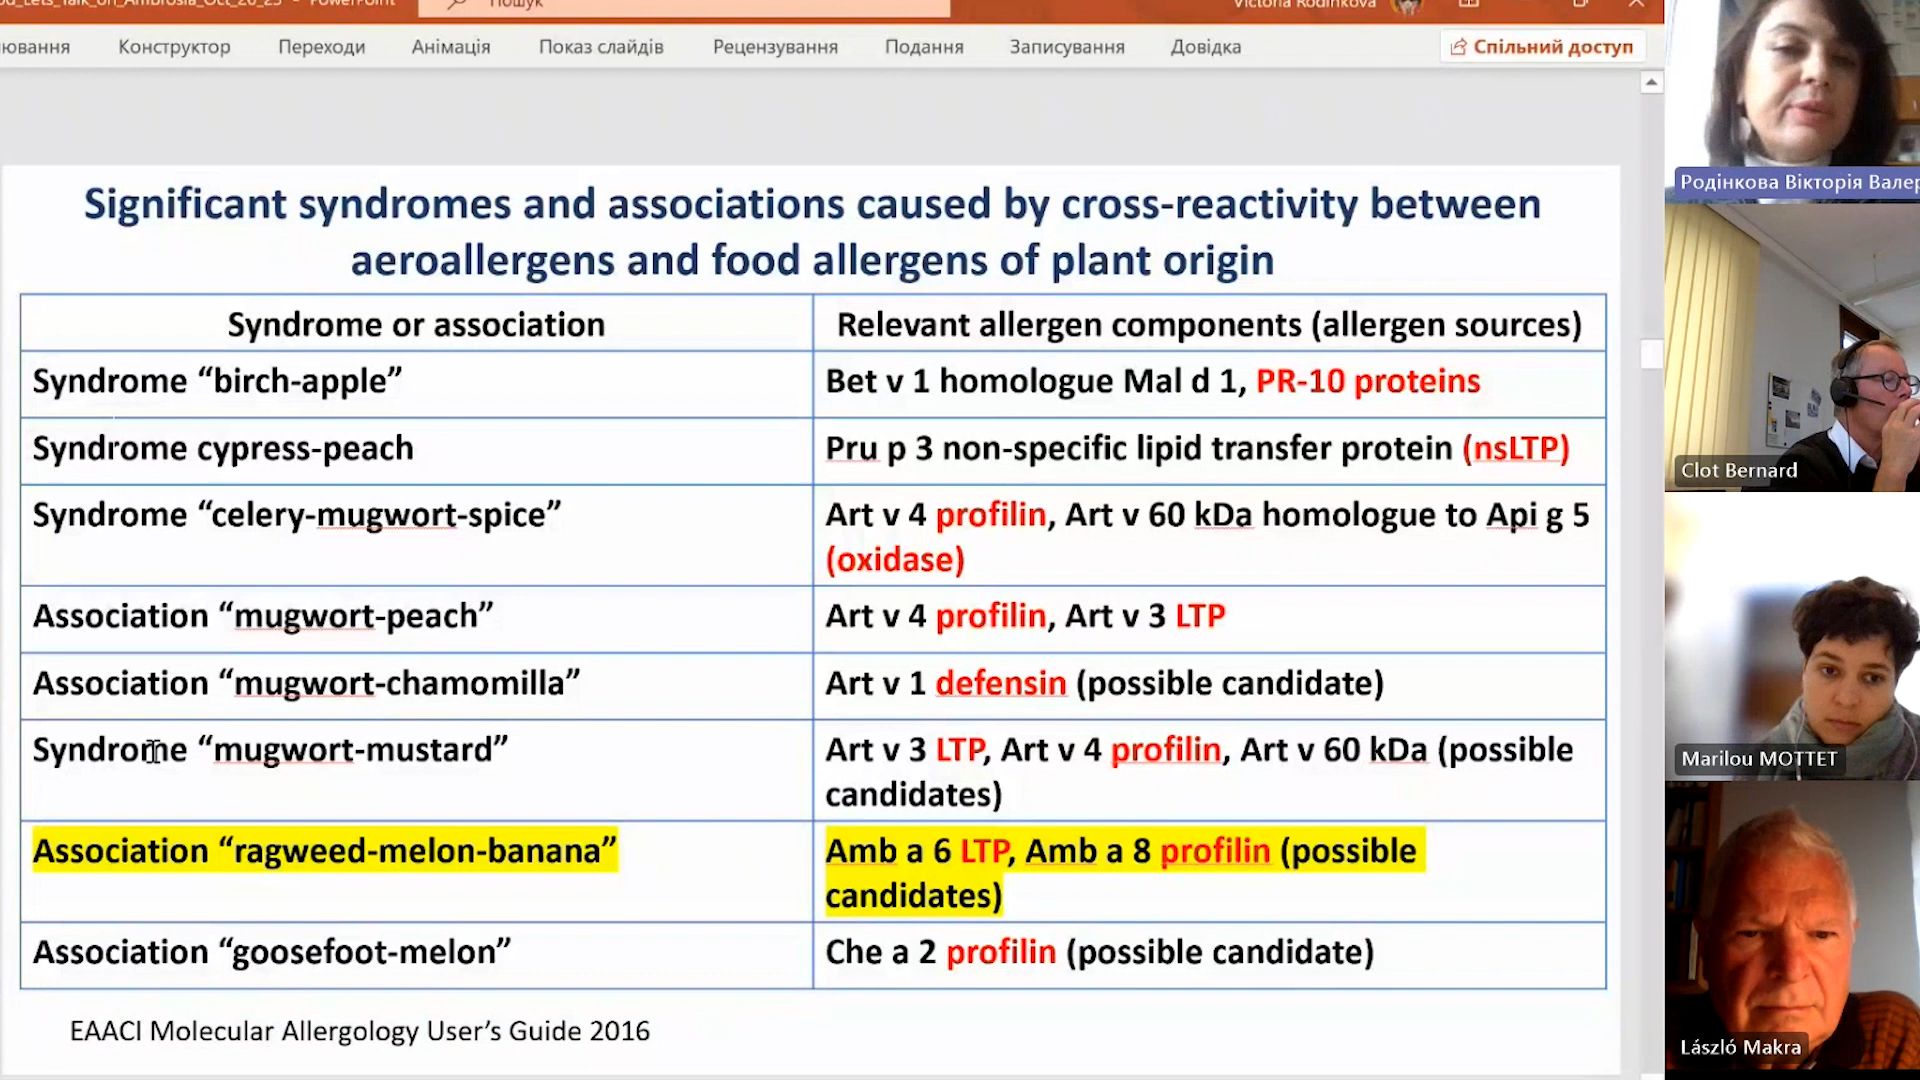 Victoria Rodinkova
Конструктор Переходи Анімація Показ слайдів Рецензування Подання Записування Довідка Спільний доступ
Significant syndromes and associations caused by cross-reactivity between
aeroallergens and food allergens of plant origin
Syndrome or association
Relevant allergen components (allergen sources)
Syndrome “birch-apple”
Bet v 1 homologue Mal d 1, PR-10 proteins
Syndrome cypress-peach
Pru p 3 non-specific lipid transfer protein (nsLTP)
Syndrome “celery-mugwort-spice”
Art v 4 profilin, Art v 60 kDa homologue to Api g 5
(oxidase)
Association “mugwort-peach”
Art v 4 profilin, Art v 3 LTP
Association “mugwort-chamomilla”
Art v 1 defensin (possible candidate)
Syndrome “mugwort-mustard”
Art v 3 LTP, Art v 4 profilin, Art v 60 kDa (possible
candidates)
Association “ragweed-melon-banana”
Amb a 6 LTP, Amb a 8 profilin (possible
candidates)
Association “goosefoot-melon”
Che a 2 profilin (possible candidate)
EAACI Molecular Allergology User’s Guide 2016
Родінкова Вікторія Валер
Clot Bernard
Marilou MOTTET
László Makra